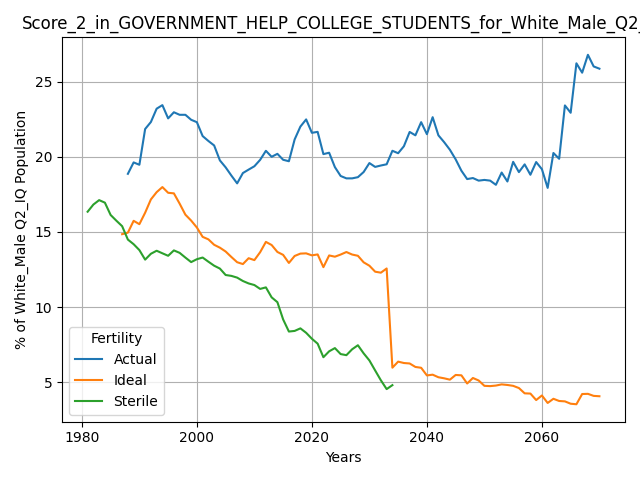 Score_2_in_GOVERNMENT_HELP_COLLEGE_STUDENTS_for_White_Male_Q2_
% of White_Male Q2_IQ Population
25
20
15
10
5
Fertility
Actual
Ideal
Sterile
1980
2000
2020
2040
2060
Years